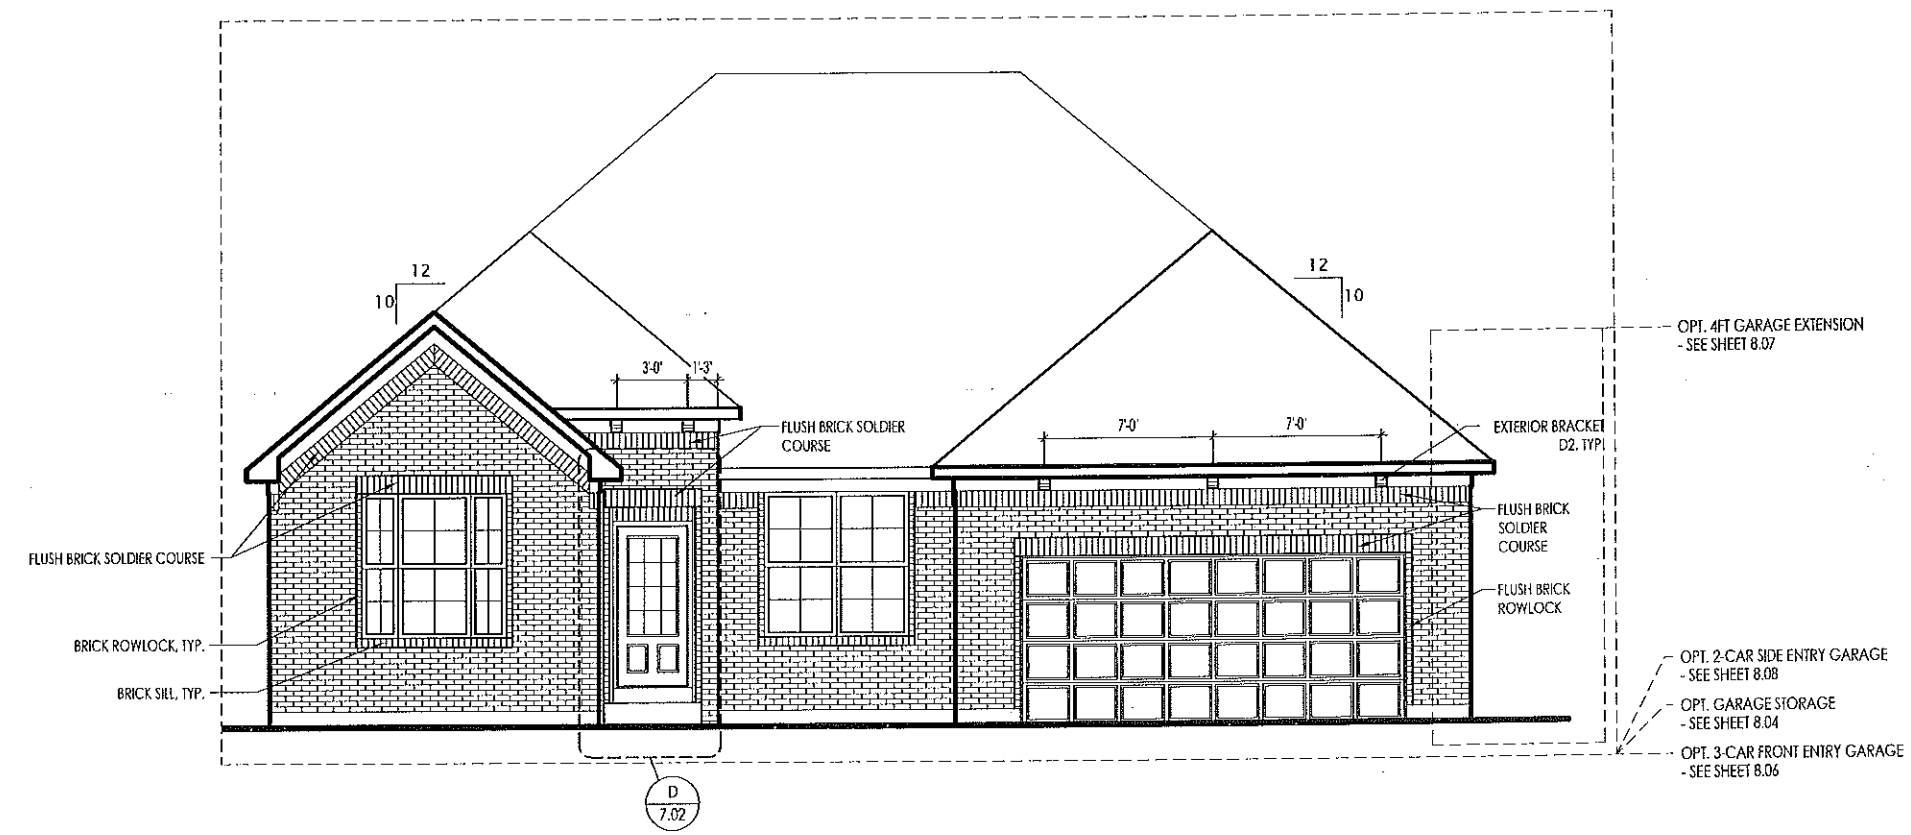 12
10
12
10
OPT. 4FT GARAGE EXTENSION
- SEE SHEET 8.07
3'-0"
1'-3"
FLUSH BRICK SOLDIER
COURSE
7'-0"
7'-0"
EXTERIOR BRACKET
D2, TYP.
FLUSH BRICK
SOLDIER
COURSE
FLUSH BRICK SOLDIER COURSE
FLUSH BRICK
ROWLOCK
BRICK ROWLOCK, TYP.
BRICK SILL, TYP.
OPT. 2-CAR SIDE ENTRY GARAGE
- SEE SHEET 8.08
OPT. GARAGE STORAGE
- SEE SHEET 8.04
OPT. 3-CAR FRONT ENTRY GARAGE
- SEE SHEET 8.06
D
7.02